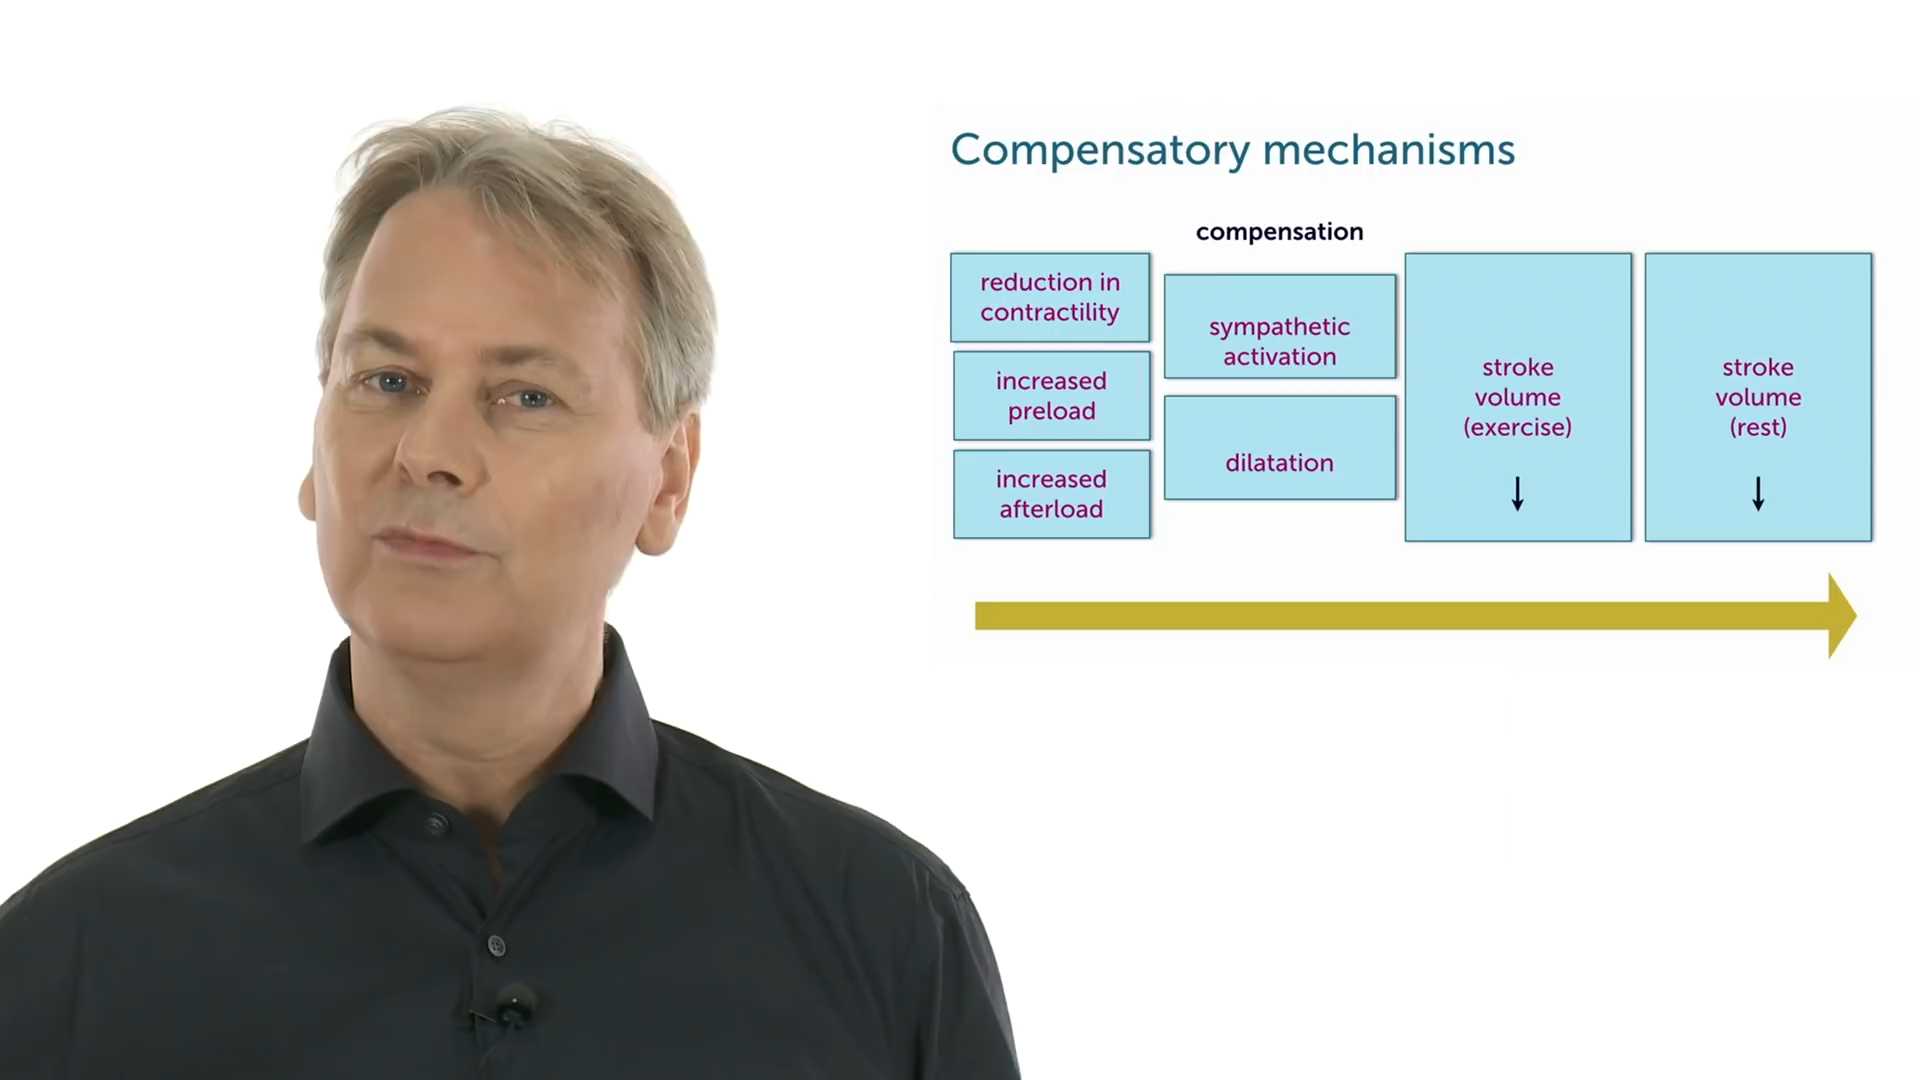 Compensatory mechanisms
compensation
reduction in
contractility
increased
preload
increased
afterload
sympathetic
activation
dilatation
stroke
volume
(exercise)
↓
stroke
volume
(rest)
↓